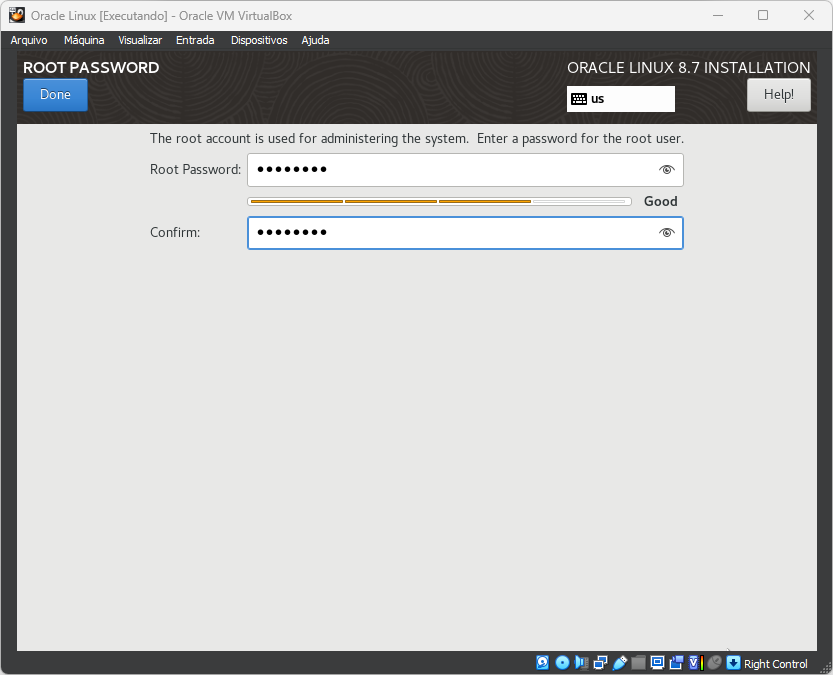 Oracle Linux [Executando] - Oracle VM VirtualBox
Arquivo Máquina Visualizar Entrada Dispositivos Ajuda
ROOT PASSWORD
ORACLE LINUX 8.7 INSTALLATION
Done
us
Help!
The root account is used for administering the system.  Enter a password for the root user.
Root Password: ●●●●●●●●
Good
Confirm: ●●●●●●●●
Right Control